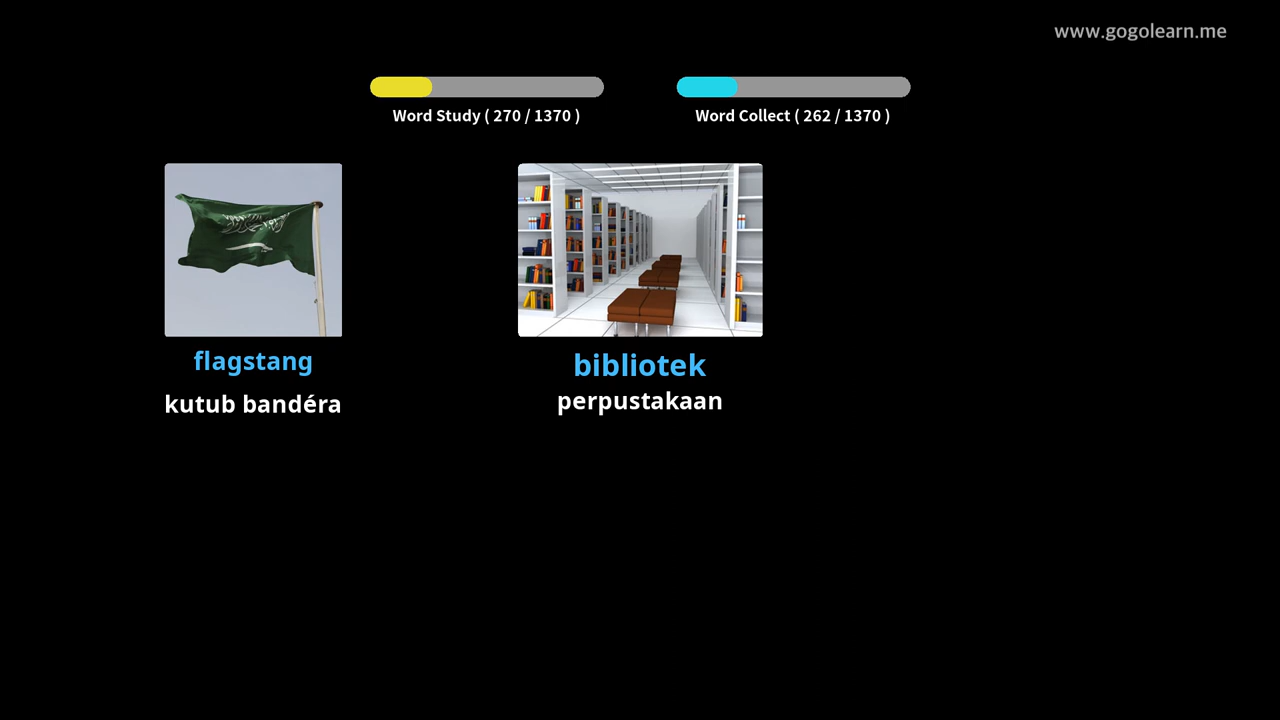 www.gogolearn.me
Word Study ( 270 / 1370 )
Word Collect ( 262 / 1370 )
flagstang
kutub bandéra
bibliotek
perpustakaan